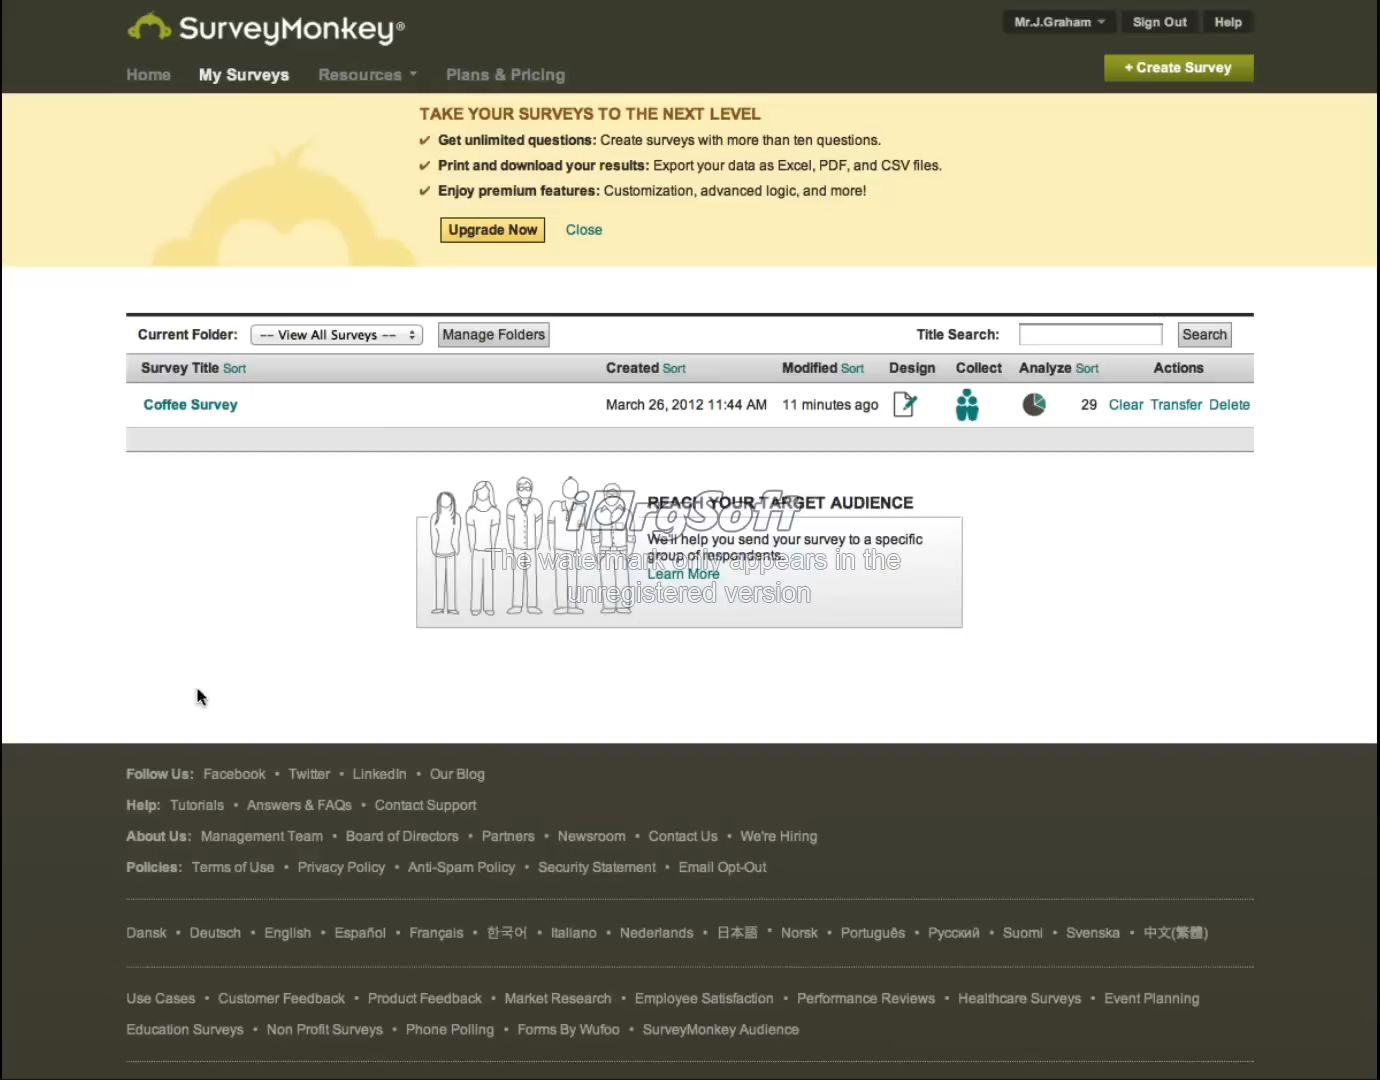 SurveyMonkey®
Mr.J.Graham Sign Out Help
Home My Surveys Resources Plans & Pricing
+ Create Survey
TAKE YOUR SURVEYS TO THE NEXT LEVEL
✔ Get unlimited questions: Create surveys with more than ten questions.
✔ Print and download your results: Export your data as Excel, PDF, and CSV files.
✔ Enjoy premium features: Customization, advanced logic, and more!
Upgrade Now Close
Current Folder: -- View All Surveys -- Manage Folders Title Search: Search
Survey Title Sort Created Sort Modified Sort Design Collect Analyze Sort Actions
Coffee Survey March 26, 2012 11:44 AM 11 minutes ago 29 Clear Transfer Delete
REACH YOUR TARGET AUDIENCE
iOrgSoft
We'll help you send your survey to a specific
group of respondents.
The watermark only appears in the
Learn More
unregistered version
Follow Us: Facebook • Twitter • LinkedIn • Our Blog
Help: Tutorials • Answers & FAQs • Contact Support
About Us: Management Team • Board of Directors • Partners • Newsroom • Contact Us • We're Hiring
Policies: Terms of Use • Privacy Policy • Anti-Spam Policy • Security Statement • Email Opt-Out
Dansk • Deutsch • English • Español • Français • 한국어 • Italiano • Nederlands • 日本語 • Norsk • Português • Русский • Suomi • Svenska • 中文(繁體)
Use Cases • Customer Feedback • Product Feedback • Market Research • Employee Satisfaction • Performance Reviews • Healthcare Surveys • Event Planning
Education Surveys • Non Profit Surveys • Phone Polling • Forms By Wufoo • SurveyMonkey Audience